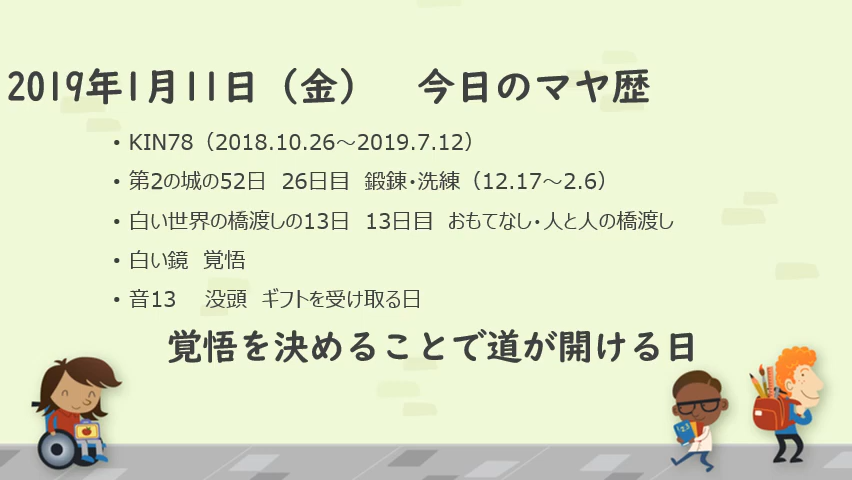 2019年1月11日（金）　今日のマヤ歴
• KIN78（2018.10.26～2019.7.12）
• 第2の城の52日　26日目　鍛錬・洗練（12.17～2.6）
• 白い世界の橋渡しの13日　13日目　おもてなし・人と人の橋渡し
• 白い鏡　覚悟
• 音13　 没頭　ギフトを受け取る日
覚悟を決めることで道が開ける日
1.2.3